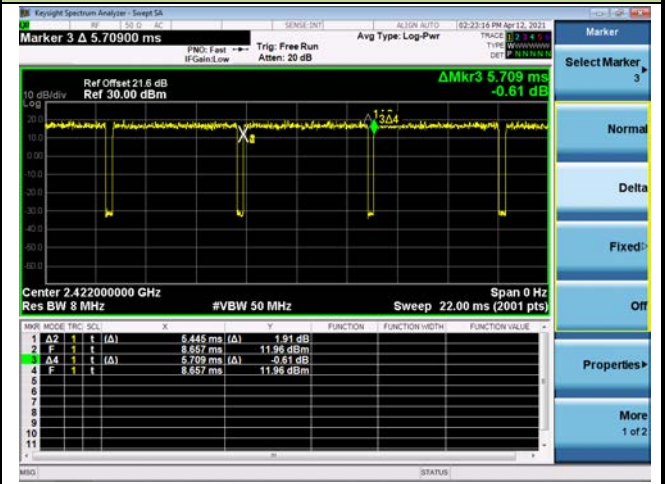 Keysight Spectrum Analyzer - Swept SA
RF 50 Ω AC SENSE:INT ALIGN AUTO 02:23:16 PM Apr 12, 2021
Marker 3 Δ 5.70900 ms
PNO: Fast
IFGain:Low
Trig: Free Run
Atten: 20 dB
Avg Type: Log-Pwr
TRACE 1 2 3 4 5 6
TYPE WWWWWW
DET P N N N N N
Marker
Select Marker
3
Ref Offset 21.6 dB
10 dB/div Ref 30.00 dBm
Log
ΔMkr3 5.709 ms
-0.61 dB
20.0
10.0
0.00
-10.0
-20.0
-30.0
-40.0
-50.0
-60.0
3Δ4
Normal
Delta
Fixed
Off
Properties
More
1 of 2
Center 2.422000000 GHz Span 0 Hz
Res BW 8 MHz #VBW 50 MHz Sweep 22.00 ms (2001 pts)
MKR MODE TRC SCL X Y FUNCTION FUNCTION WIDTH FUNCTION VALUE
1 Δ2 1 t (Δ) 5.445 ms (Δ) 1.91 dB
2 F 1 t 8.657 ms 11.96 dBm
3 Δ4 1 t (Δ) 5.709 ms (Δ) -0.61 dB
4 F 1 t 8.657 ms 11.96 dBm
5
6
7
8
9
10
11
MSG STATUS